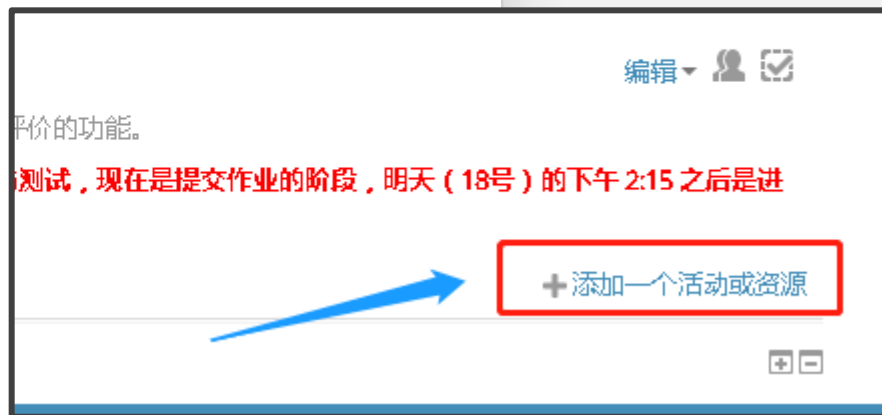 编辑
评价的功能。
测试，现在是提交作业的阶段，明天（18号）的下午 2:15 之后是进
添加一个活动或资源